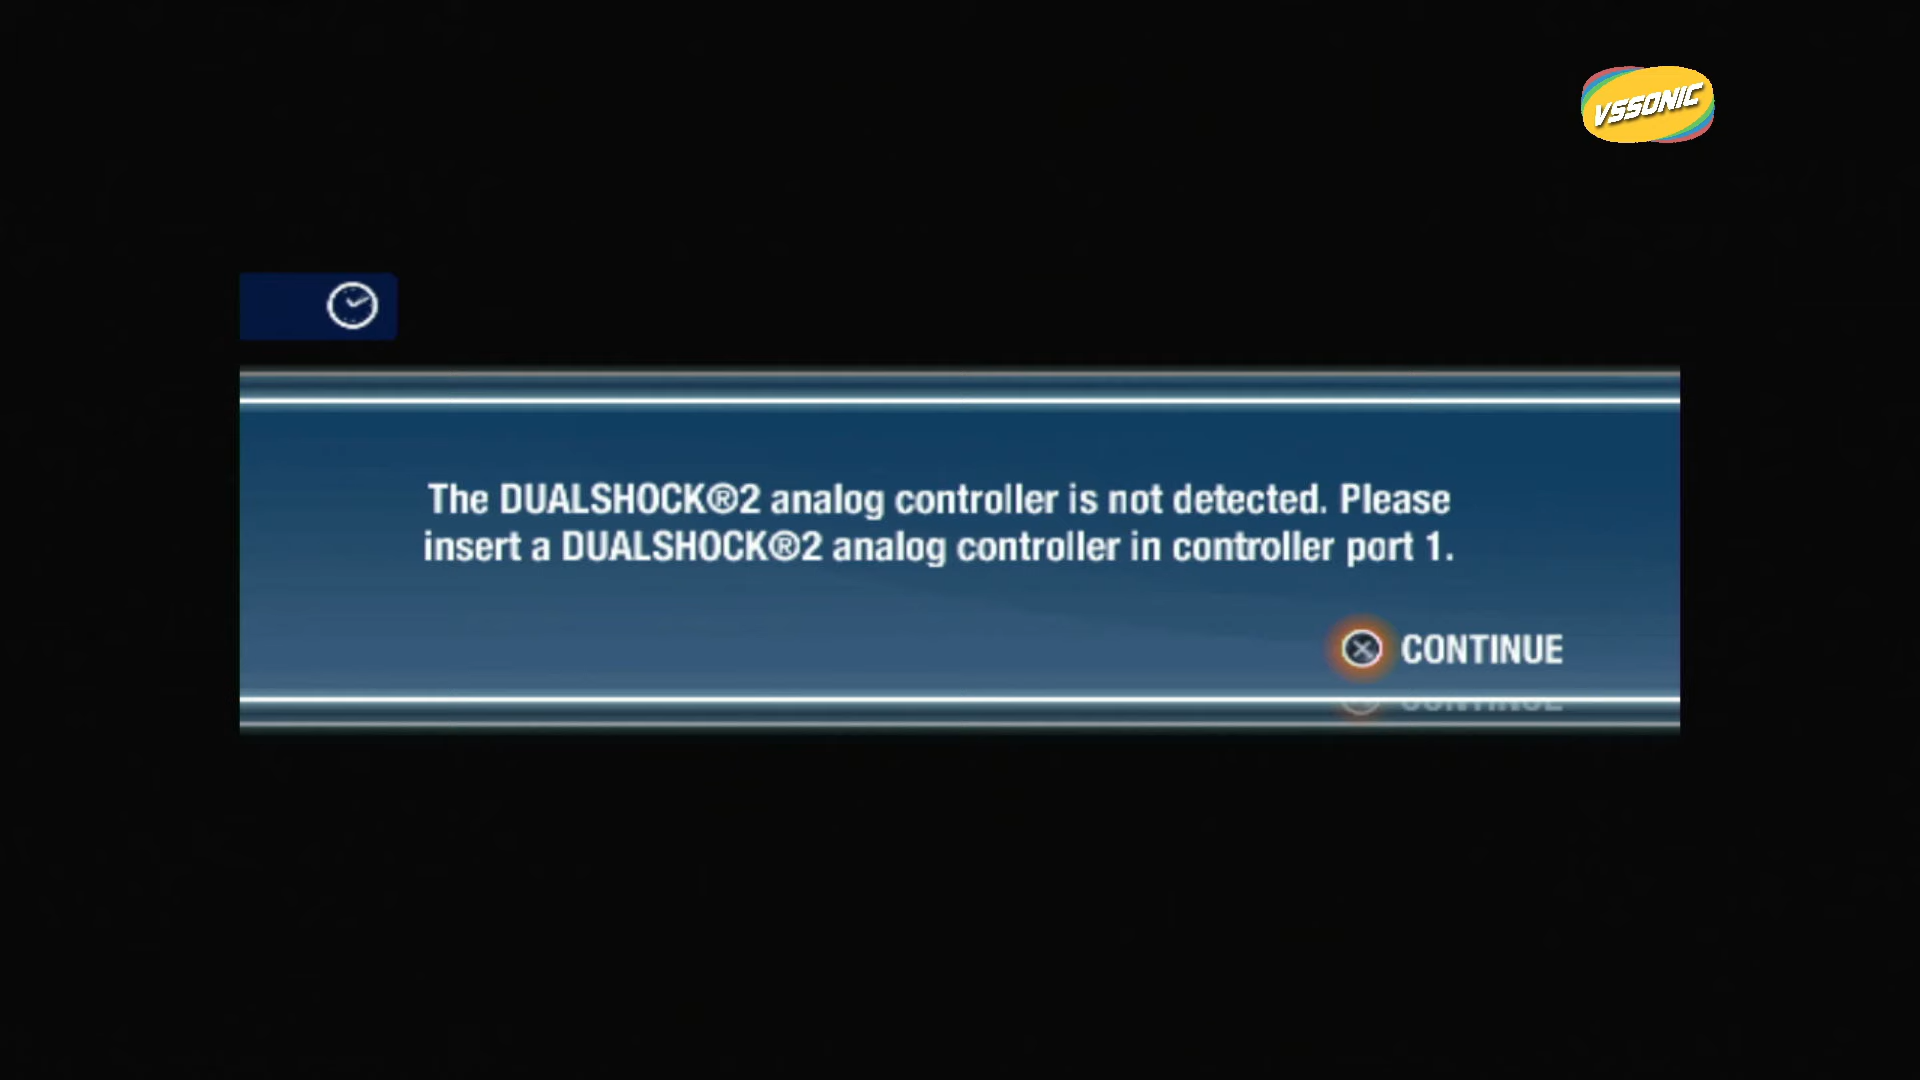 VSSONIC
The DUALSHOCK®2 analog controller is not detected. Please
insert a DUALSHOCK®2 analog controller in controller port 1.
CONTINUE